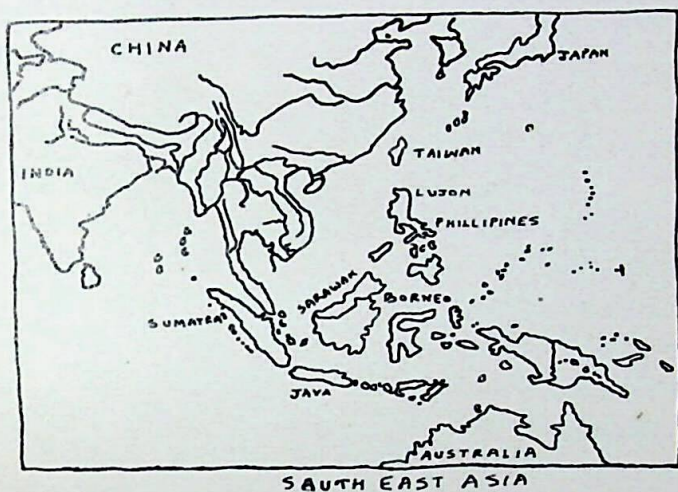 CHINA
JAPAN
TAIWAN
INDIA
LUJON
PHILLIPINES
SARAWAK
BORNEO
SUMATRA
JAVA
AUSTRALIA
SAUTH EAST ASIA